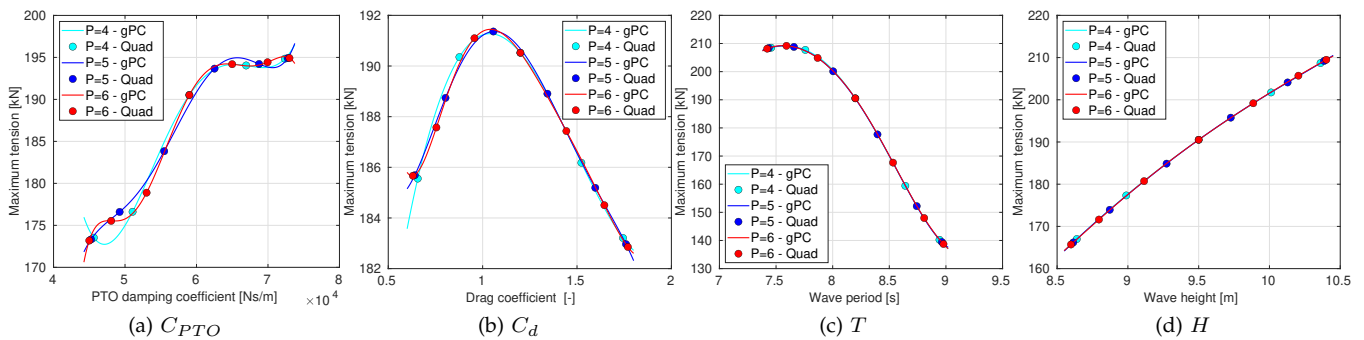 Maximum tension [kN]
200
195
190
185
180
175
170
4
5
6
7
8
PTO damping coefficient [Ns/m]
×10⁴
P=4 - gPC
P=4 - Quad
P=5 - gPC
P=5 - Quad
P=6 - gPC
P=6 - Quad
(a) C_PTO
Maximum tension [kN]
192
190
188
186
184
182
0.5
1
1.5
2
Drag coefficient [-]
P=4 - gPC
P=4 - Quad
P=5 - gPC
P=5 - Quad
P=6 - gPC
P=6 - Quad
(b) C_d
Maximum tension [kN]
220
210
200
190
180
170
160
150
140
130
7
7.5
8
8.5
9
9.5
Wave period [s]
P=4 - gPC
P=4 - Quad
P=5 - gPC
P=5 - Quad
P=6 - gPC
P=6 - Quad
(c) T
Maximum tension [kN]
220
210
200
190
180
170
160
8.5
9
9.5
10
10.5
Wave height [m]
P=4 - gPC
P=4 - Quad
P=5 - gPC
P=5 - Quad
P=6 - gPC
P=6 - Quad
(d) H